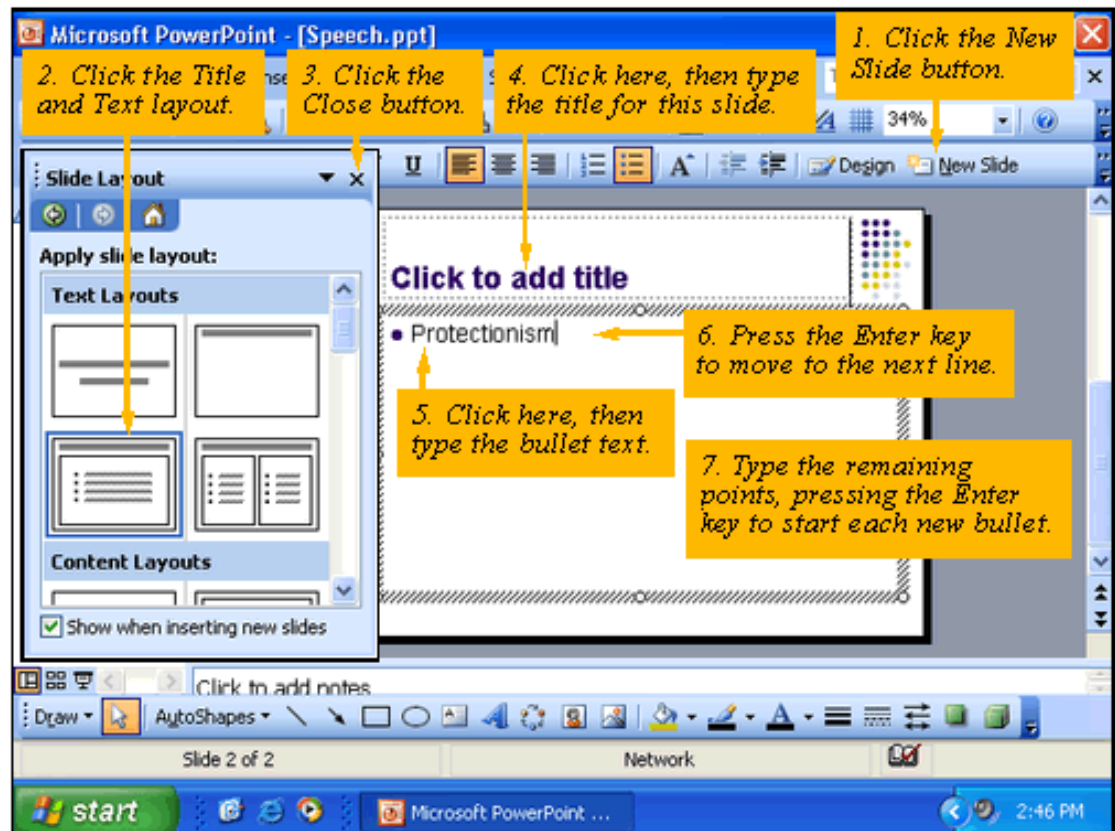 Microsoft PowerPoint - [Speech.ppt]
1. Click the New
Slide button.
2. Click the Title
and Text layout.
3. Click the
Close button.
4. Click here, then type
the title for this slide.
34%
U
A
Design
New Slide
Slide Layout
Apply slide layout:
Text Layouts
Content Layouts
Show when inserting new slides
Click to add title
Protectionism
6. Press the Enter key
to move to the next line.
5. Click here, then
type the bullet text.
7. Type the remaining
points, pressing the Enter
key to start each new bullet.
Click to add notes
Draw
AutoShapes
A
Slide 2 of 2
Network
start
Microsoft PowerPoint ...
2:46 PM